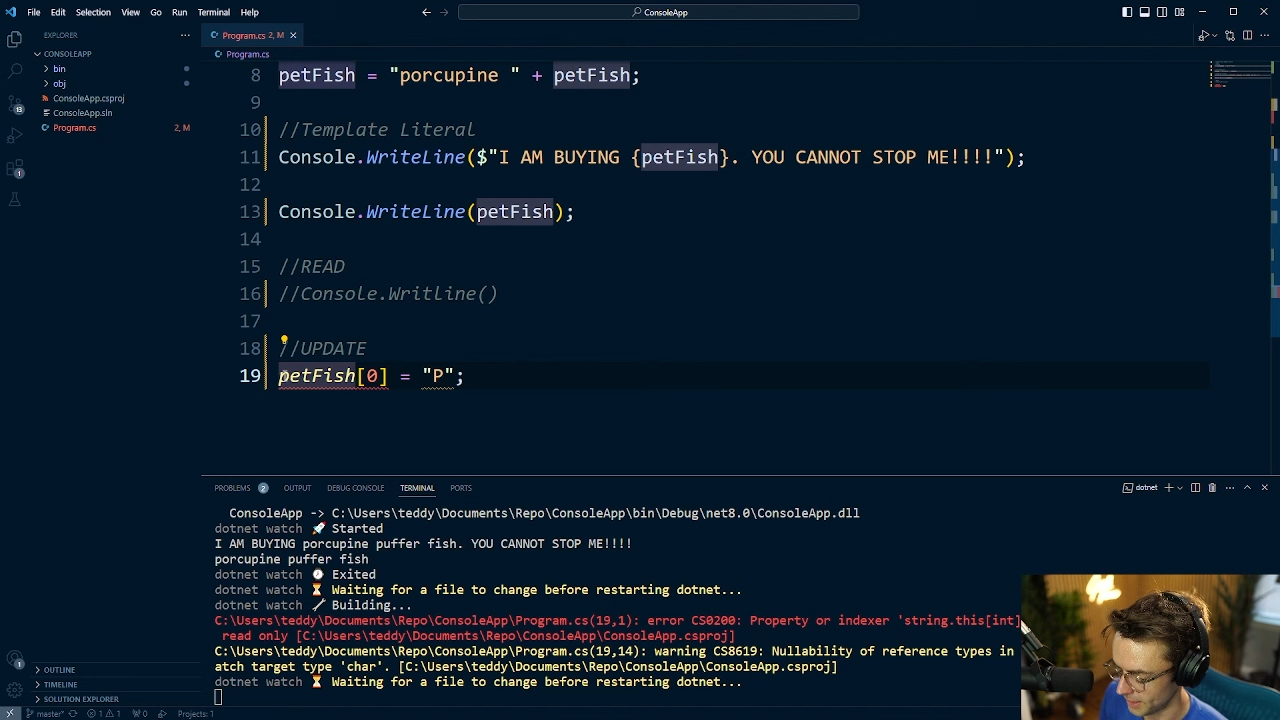 File Edit Selection View Go Run Terminal Help
ConsoleApp
EXPLORER
Program.cs 2, M
CONSOLEAPP
Program.cs
bin
obj
ConsoleApp.csproj
ConsoleApp.sln
Program.cs 2, M
13
1
8 petFish = "porcupine " + petFish;
9
10 //Template Literal
11 Console.WriteLine($"I AM BUYING {petFish}. YOU CANNOT STOP ME!!!!");
12
13 Console.WriteLine(petFish);
14
15 //READ
16 //Console.Writline()
17
18 //UPDATE
19 petFish[0] = "P";
PROBLEMS 2 OUTPUT DEBUG CONSOLE TERMINAL PORTS
dotnet
ConsoleApp -> C:\Users\teddy\Documents\Repo\ConsoleApp\bin\Debug\net8.0\ConsoleApp.dll
dotnet watch 🚀 Started
I AM BUYING porcupine puffer fish. YOU CANNOT STOP ME!!!!
porcupine puffer fish
dotnet watch ⌚ Exited
dotnet watch ⏳ Waiting for a file to change before restarting dotnet...
dotnet watch 🔧 Building...
C:\Users\teddy\Documents\Repo\ConsoleApp\Program.cs(19,1): error CS0200: Property or indexer 'string.this[int]
read only [C:\Users\teddy\Documents\Repo\ConsoleApp\ConsoleApp.csproj]
C:\Users\teddy\Documents\Repo\ConsoleApp\Program.cs(19,14): warning CS8619: Nullability of reference types in
atch target type 'char'. [C:\Users\teddy\Documents\Repo\ConsoleApp\ConsoleApp.csproj]
dotnet watch ⏳ Waiting for a file to change before restarting dotnet...
1
OUTLINE
TIMELINE
SOLUTION EXPLORER
master* 1 1 0 Projects: 1